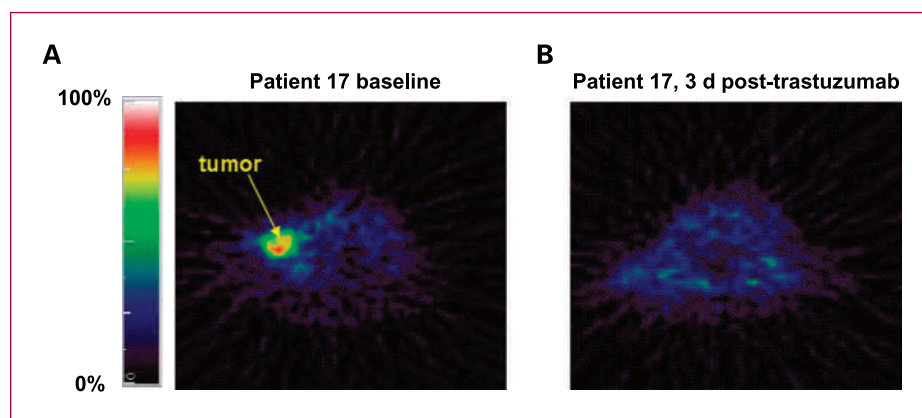 A
B
Patient 17 baseline
Patient 17, 3 d post-trastuzumab
100%
tumor
0%